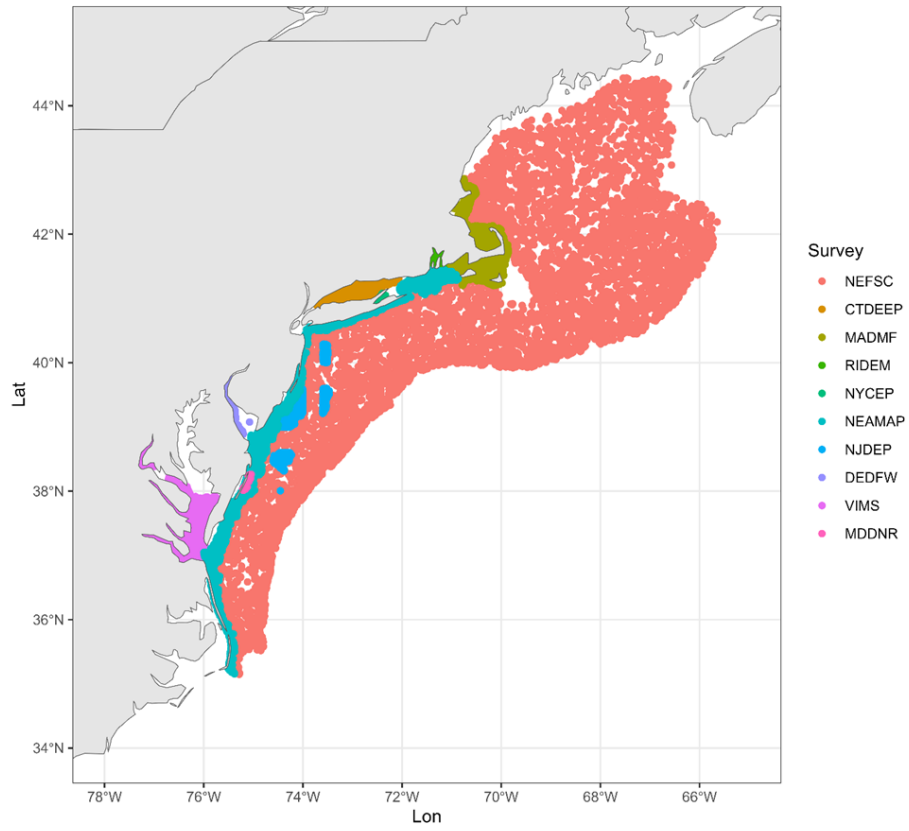 44°N
42°N
40°N
38°N
36°N
34°N
Lat
78°W
76°W
74°W
72°W
70°W
68°W
66°W
Lon
Survey
NEFSC
CTDEEP
MADMF
RIDEM
NYCEP
NEAMAP
NJDEP
DEDFW
VIMS
MDDNR